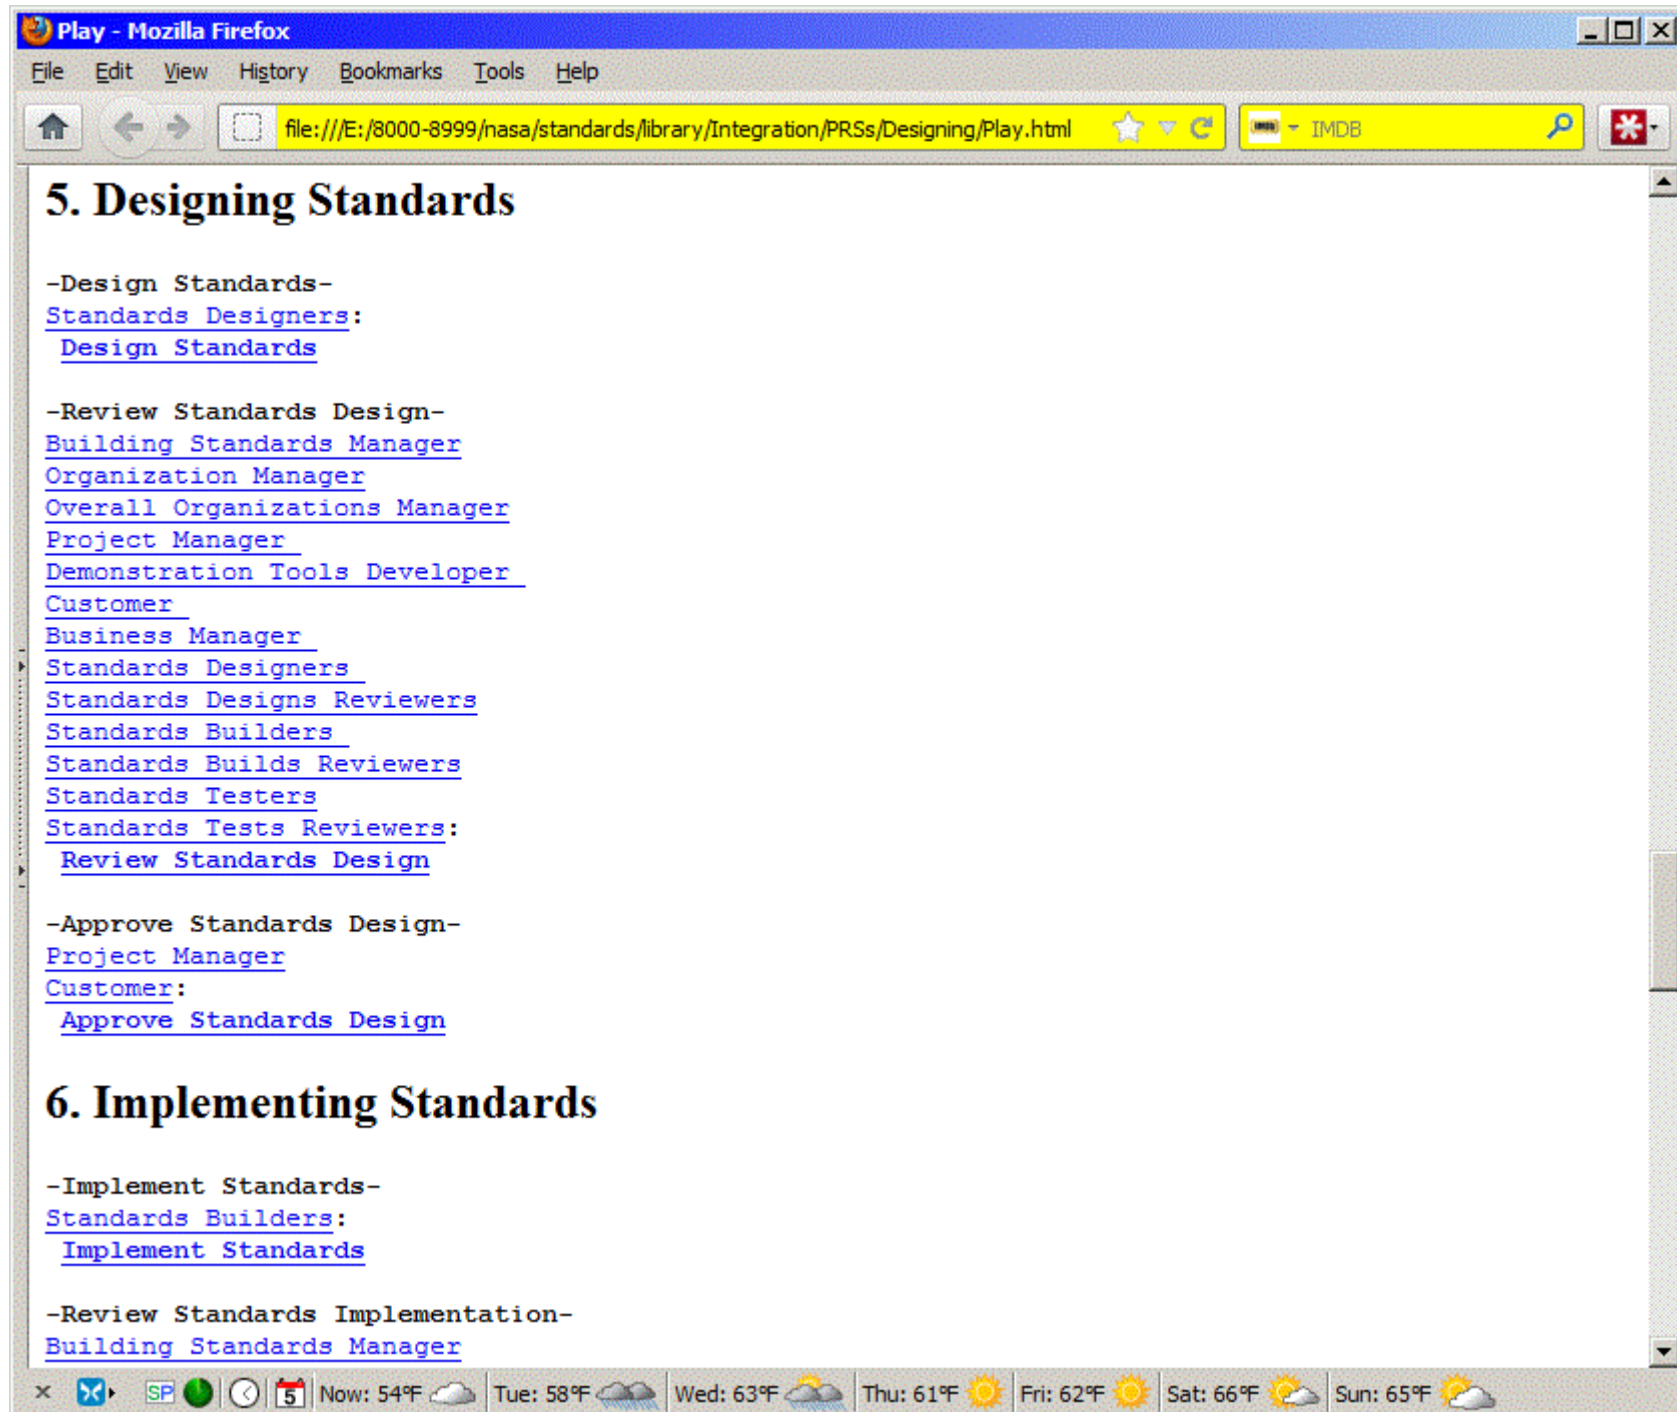 Play - Mozilla Firefox
File Edit View History Bookmarks Tools Help
file:///E:/8000-8999/nasa/standards/library/Integration/PRSs/Designing/Play.html IMDB
5. Designing Standards
-Design Standards-
Standards Designers:
Design Standards
-Review Standards Design-
Building Standards Manager
Organization Manager
Overall Organizations Manager
Project Manager
Demonstration Tools Developer
Customer
Business Manager
Standards Designers
Standards Designs Reviewers
Standards Builders
Standards Builds Reviewers
Standards Testers
Standards Tests Reviewers:
Review Standards Design
-Approve Standards Design-
Project Manager
Customer:
Approve Standards Design
6. Implementing Standards
-Implement Standards-
Standards Builders:
Implement Standards
-Review Standards Implementation-
Building Standards Manager
SP 5 Now: 54°F Tue: 58°F Wed: 63°F Thu: 61°F Fri: 62°F Sat: 66°F Sun: 65°F